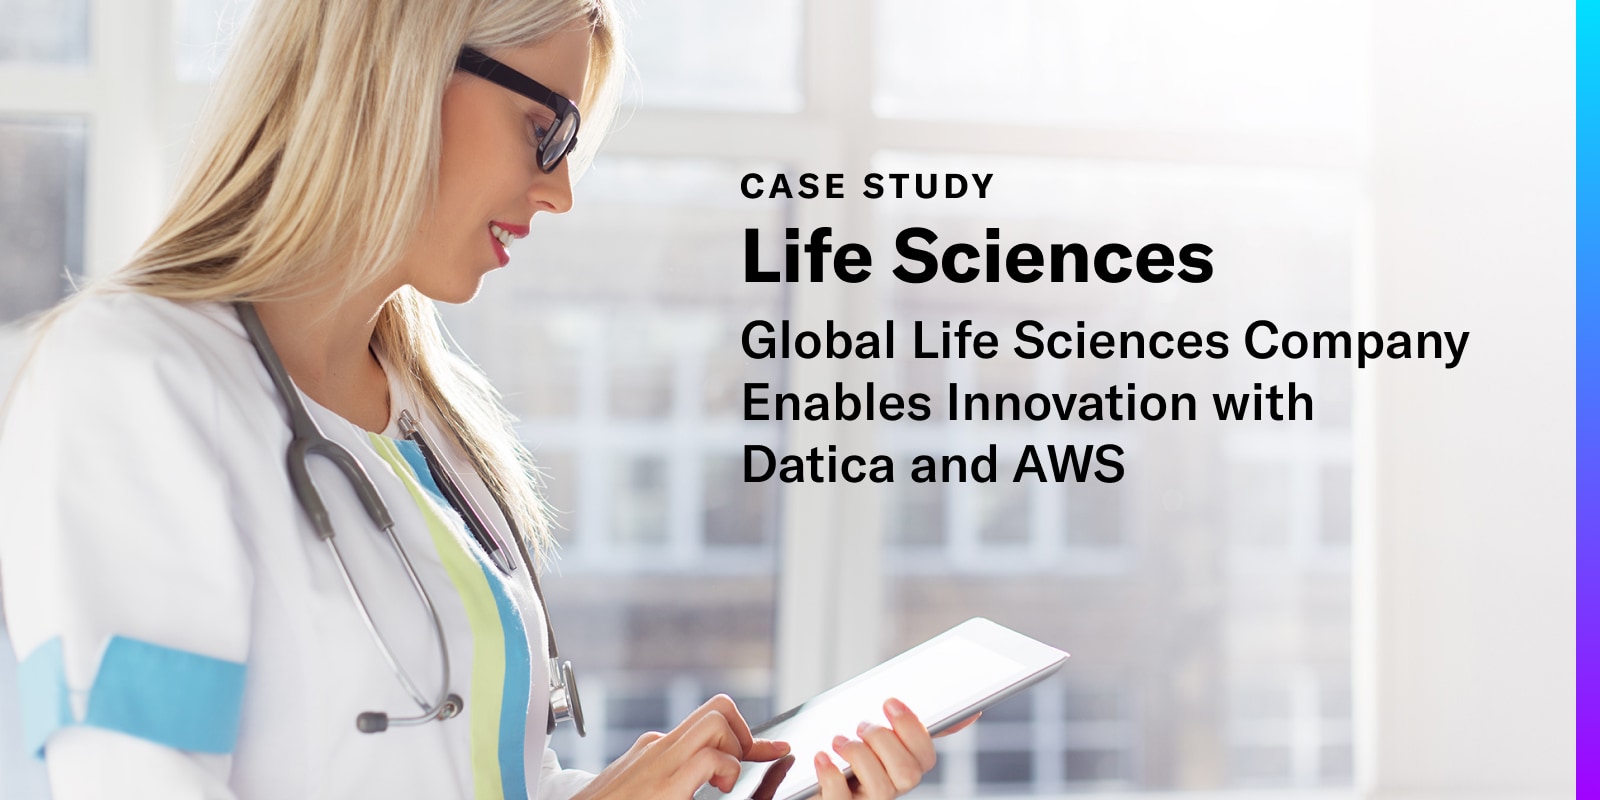 CASE STUDY
Life Sciences
Global Life Sciences Company
Enables Innovation with
Datica and AWS